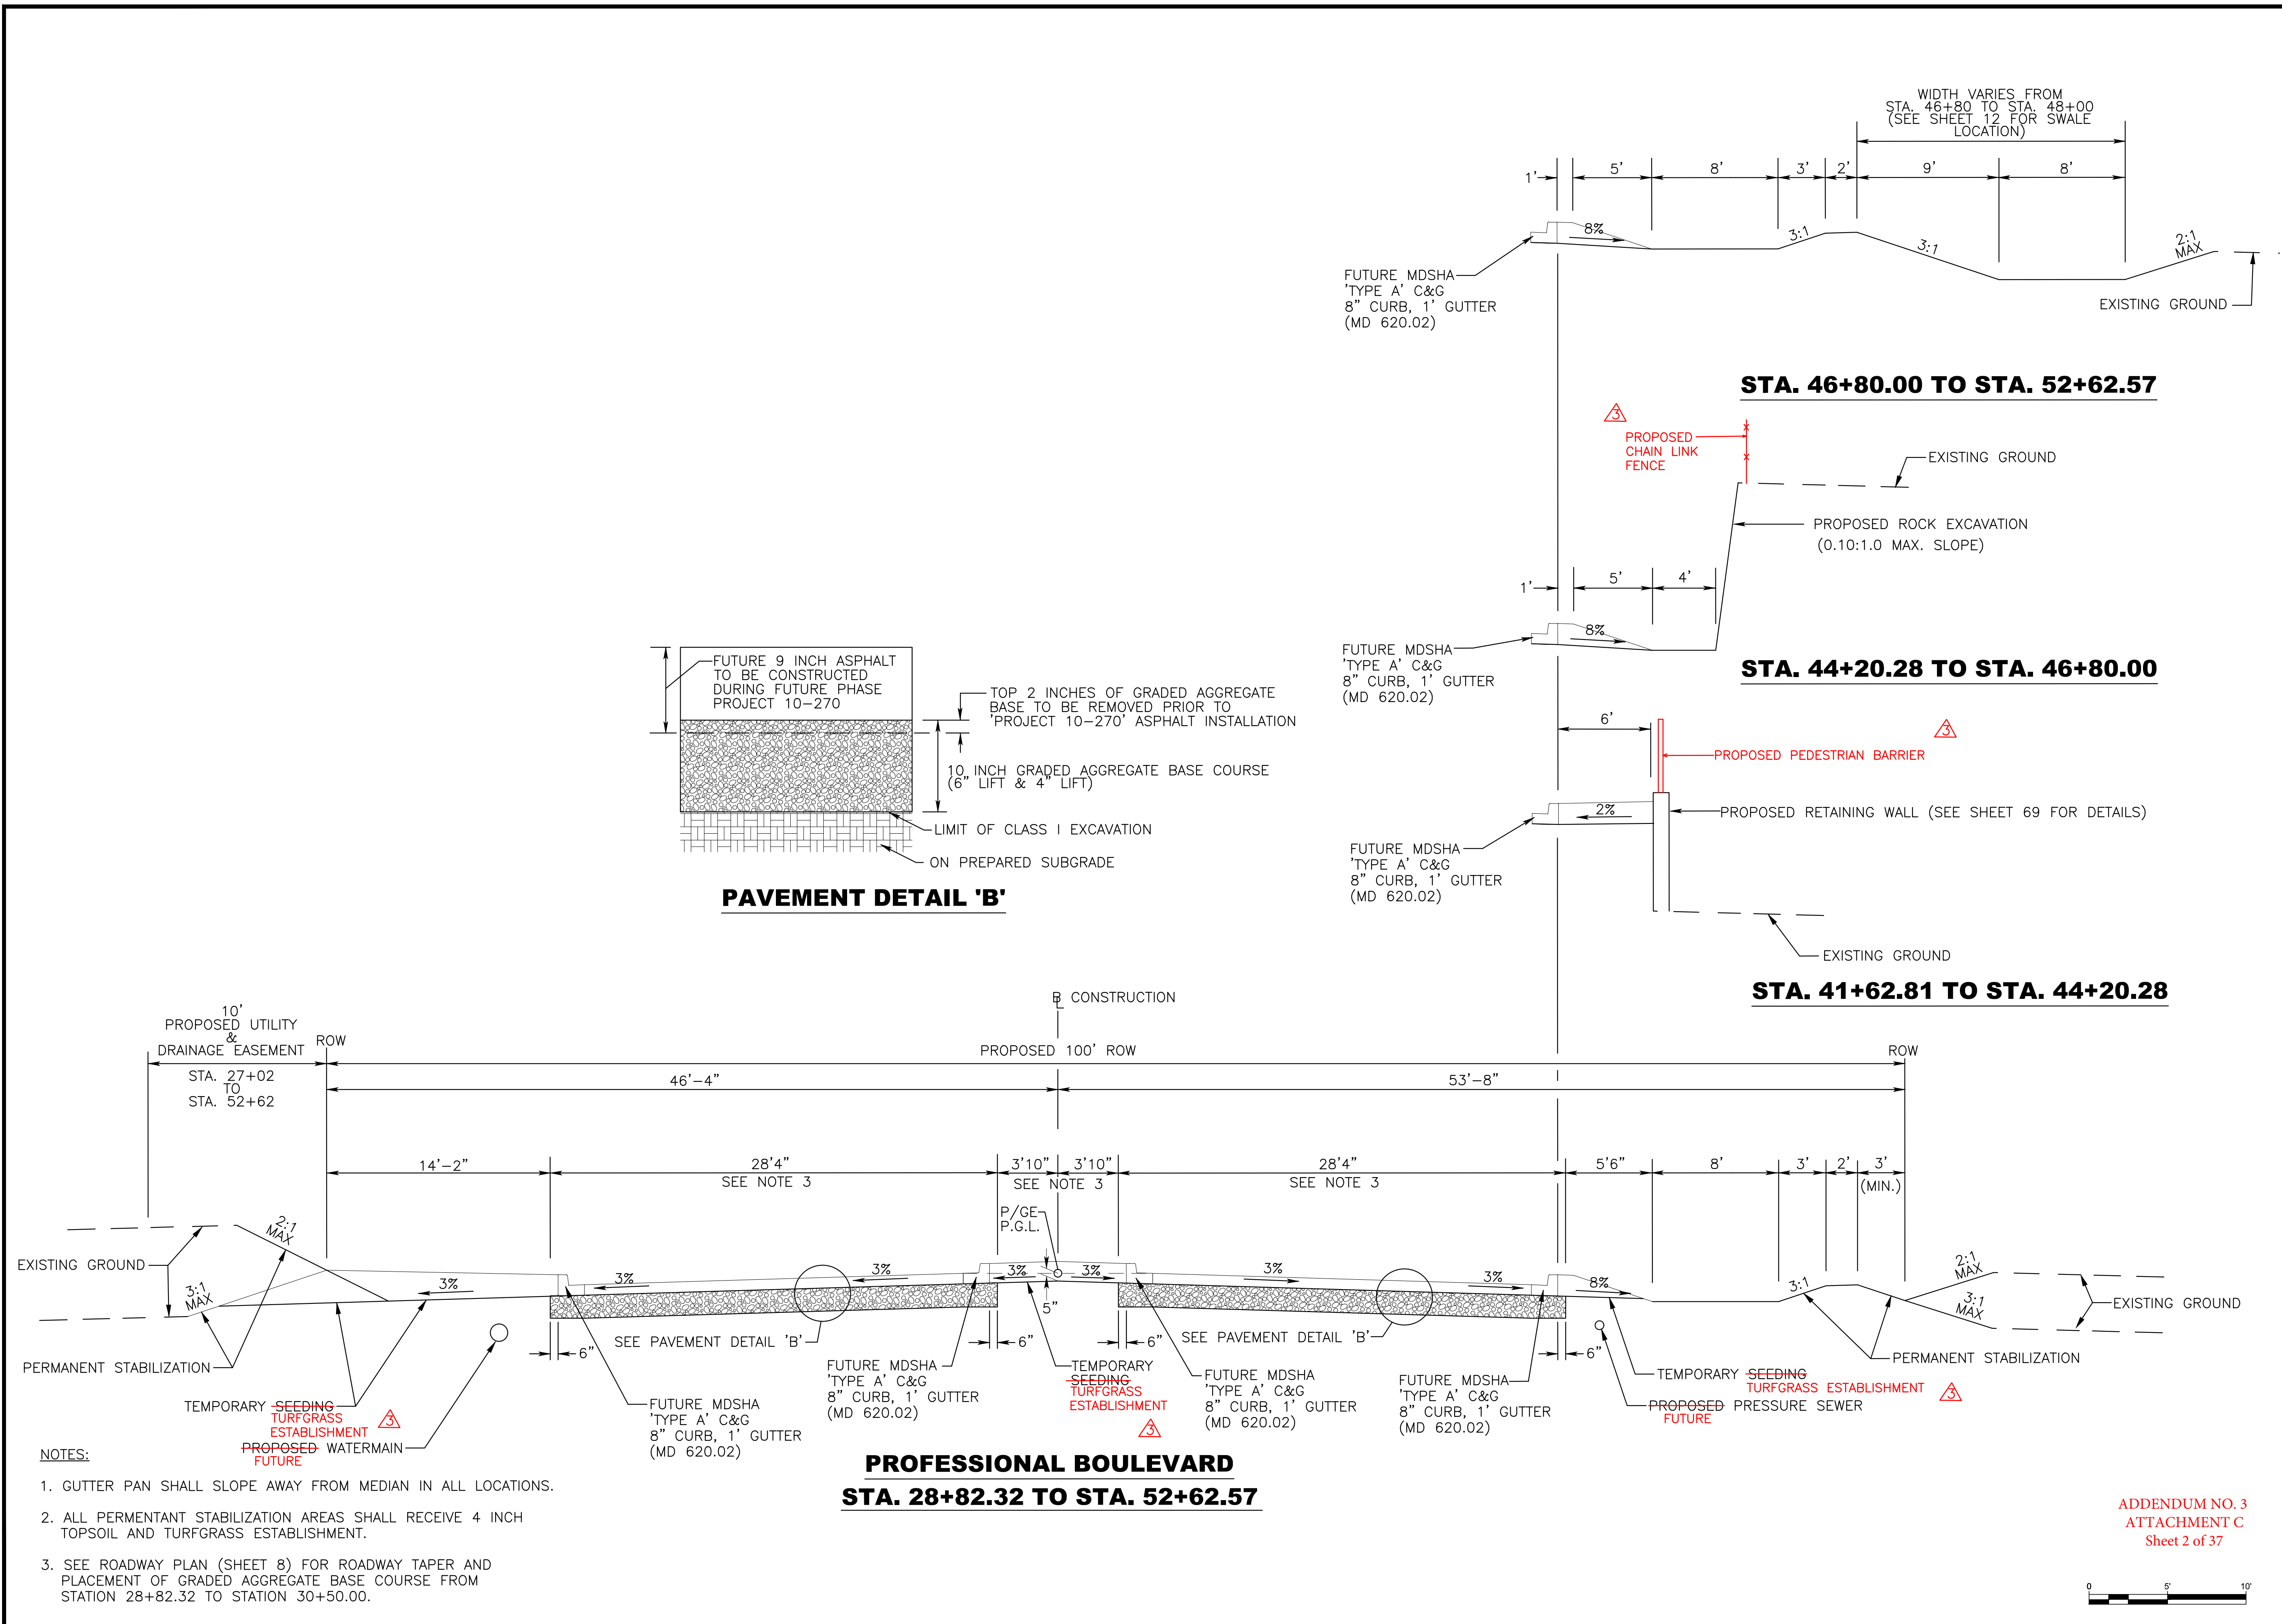 WIDTH VARIES FROM
STA. 46+80 TO STA. 48+00
(SEE SHEET 12 FOR SWALE
LOCATION)
1'
5'
8'
3'
2'
9'
8'
8%
3:1
3:1
2:1
MAX
FUTURE MDSHA
'TYPE A' C&G
8" CURB, 1' GUTTER
(MD 620.02)
EXISTING GROUND
STA. 46+80.00 TO STA. 52+62.57
3
PROPOSED
CHAIN LINK
FENCE
EXISTING GROUND
PROPOSED ROCK EXCAVATION
(0.10:1.0 MAX. SLOPE)
1'
5'
4'
8%
FUTURE MDSHA
'TYPE A' C&G
8" CURB, 1' GUTTER
(MD 620.02)
STA. 44+20.28 TO STA. 46+80.00
6'
3
PROPOSED PEDESTRIAN BARRIER
2%
PROPOSED RETAINING WALL (SEE SHEET 69 FOR DETAILS)
FUTURE MDSHA
'TYPE A' C&G
8" CURB, 1' GUTTER
(MD 620.02)
EXISTING GROUND
STA. 41+62.81 TO STA. 44+20.28
FUTURE 9 INCH ASPHALT
TO BE CONSTRUCTED
DURING FUTURE PHASE
PROJECT 10-270
TOP 2 INCHES OF GRADED AGGREGATE
BASE TO BE REMOVED PRIOR TO
'PROJECT 10-270' ASPHALT INSTALLATION
10 INCH GRADED AGGREGATE BASE COURSE
(6" LIFT & 4" LIFT)
LIMIT OF CLASS I EXCAVATION
ON PREPARED SUBGRADE
PAVEMENT DETAIL 'B'
BL CONSTRUCTION
10'
PROPOSED UTILITY
&
DRAINAGE EASEMENT
STA. 27+02
TO
STA. 52+62
ROW
PROPOSED 100' ROW
ROW
46'-4"
53'-8"
14'-2"
28'4"
SEE NOTE 3
3'10"
3'10"
SEE NOTE 3
28'4"
SEE NOTE 3
5'6"
8'
3'
2'
3'
(MIN.)
P/GE
P.G.L.
2:1
MAX
EXISTING GROUND
3:1
MAX
3%
3%
3%
3%
3%
3%
3%
8%
3:1
2:1
MAX
3:1
MAX
EXISTING GROUND
5"
6"
6"
6"
6"
SEE PAVEMENT DETAIL 'B'
SEE PAVEMENT DETAIL 'B'
PERMANENT STABILIZATION
PERMANENT STABILIZATION
TEMPORARY SEEDING
TURFGRASS
ESTABLISHMENT
3
PROPOSED WATERMAIN
FUTURE
FUTURE MDSHA
'TYPE A' C&G
8" CURB, 1' GUTTER
(MD 620.02)
FUTURE MDSHA
'TYPE A' C&G
8" CURB, 1' GUTTER
(MD 620.02)
TEMPORARY
SEEDING
TURFGRASS
ESTABLISHMENT
3
FUTURE MDSHA
'TYPE A' C&G
8" CURB, 1' GUTTER
(MD 620.02)
FUTURE MDSHA
'TYPE A' C&G
8" CURB, 1' GUTTER
(MD 620.02)
TEMPORARY SEEDING
TURFGRASS ESTABLISHMENT
3
PROPOSED PRESSURE SEWER
FUTURE
PROFESSIONAL BOULEVARD
STA. 28+82.32 TO STA. 52+62.57
NOTES:
1. GUTTER PAN SHALL SLOPE AWAY FROM MEDIAN IN ALL LOCATIONS.
2. ALL PERMENTANT STABILIZATION AREAS SHALL RECEIVE 4 INCH
TOPSOIL AND TURFGRASS ESTABLISHMENT.
3. SEE ROADWAY PLAN (SHEET 8) FOR ROADWAY TAPER AND
PLACEMENT OF GRADED AGGREGATE BASE COURSE FROM
STATION 28+82.32 TO STATION 30+50.00.
ADDENDUM NO. 3
ATTACHMENT C
Sheet 2 of 37
0
5'
10'